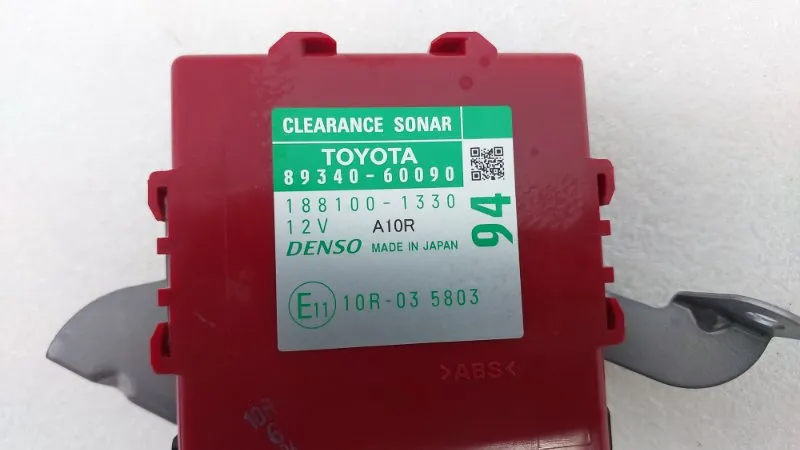 CLEARANCE SONAR
TOYOTA
89340-60090
188100-1330
12V A10R
DENSO MADE IN JAPAN
94
E11 10R-03 5803
>ABS<